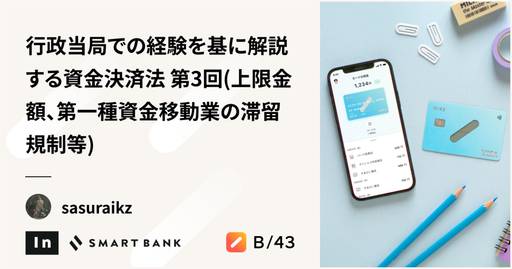 行政当局での経験を基に解説
する資金決済法 第3回(上限金
額、第一種資金移動業の滞留
規制等)
sasuraikz
In SMART BANK
B/43
1,234